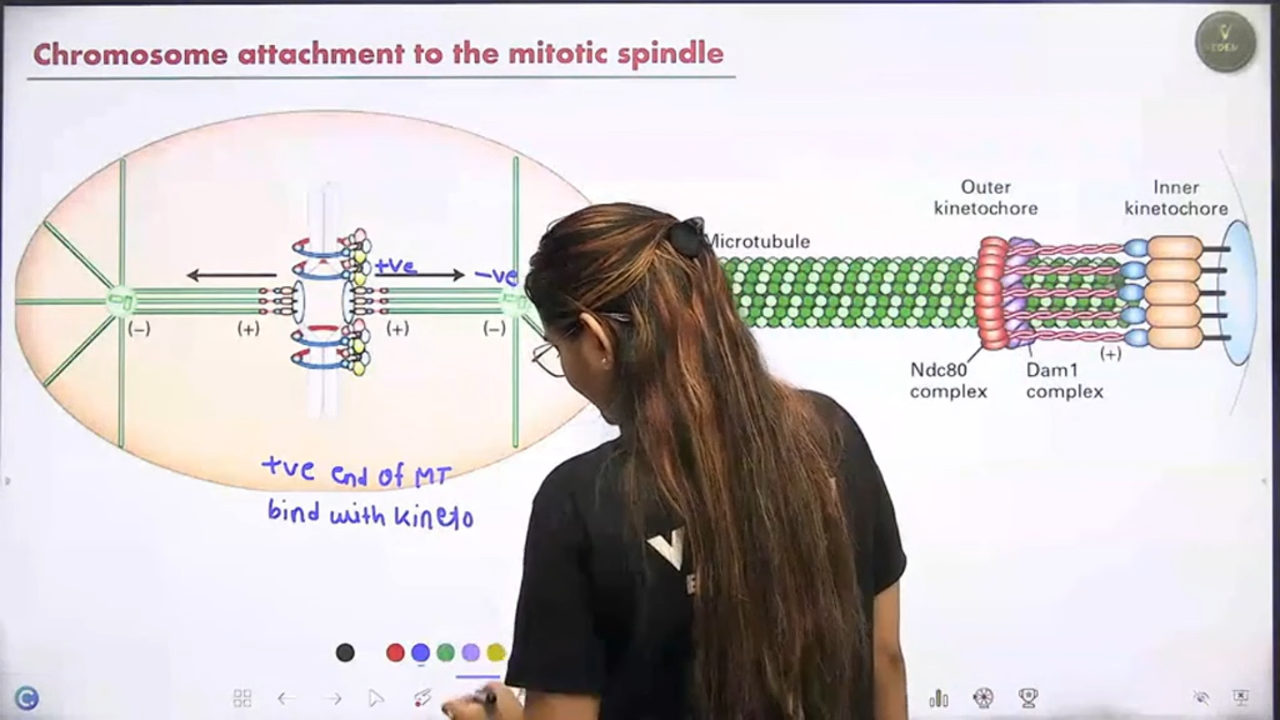 Chromosome attachment to the mitotic spindle
V
VEDEMY
Outer
kinetochore
Inner
kinetochore
Microtubule
+ve
-ve
(-)
(+)
(+)
(-)
(+)
Ndc80
complex
Dam1
complex
+ve end of MT
bind with kineto
V
E